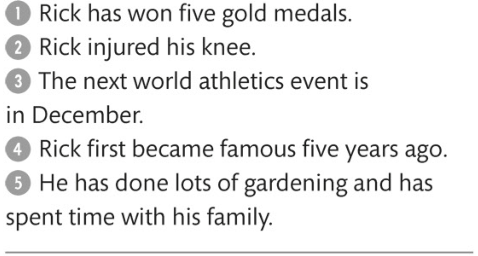 1 Rick has won five gold medals.
2 Rick injured his knee.
3 The next world athletics event is
in December.
4 Rick first became famous five years ago.
5 He has done lots of gardening and has
spent time with his family.